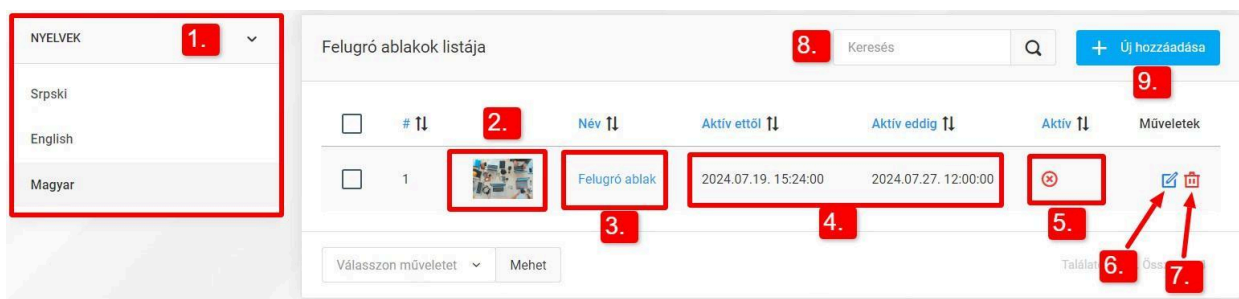 NYELVEK 1.
Srpski
English
Magyar
Felugró ablakok listája 8. Keresés + Új hozzáadása
9.
# 2. Név Aktív ettől Aktív eddig Aktív Műveletek
1 Felugró ablak 2024.07.19. 15:24:00 2024.07.27. 12:00:00
3. 4. 5.
Válasszon műveletet Mehet 6. 7.